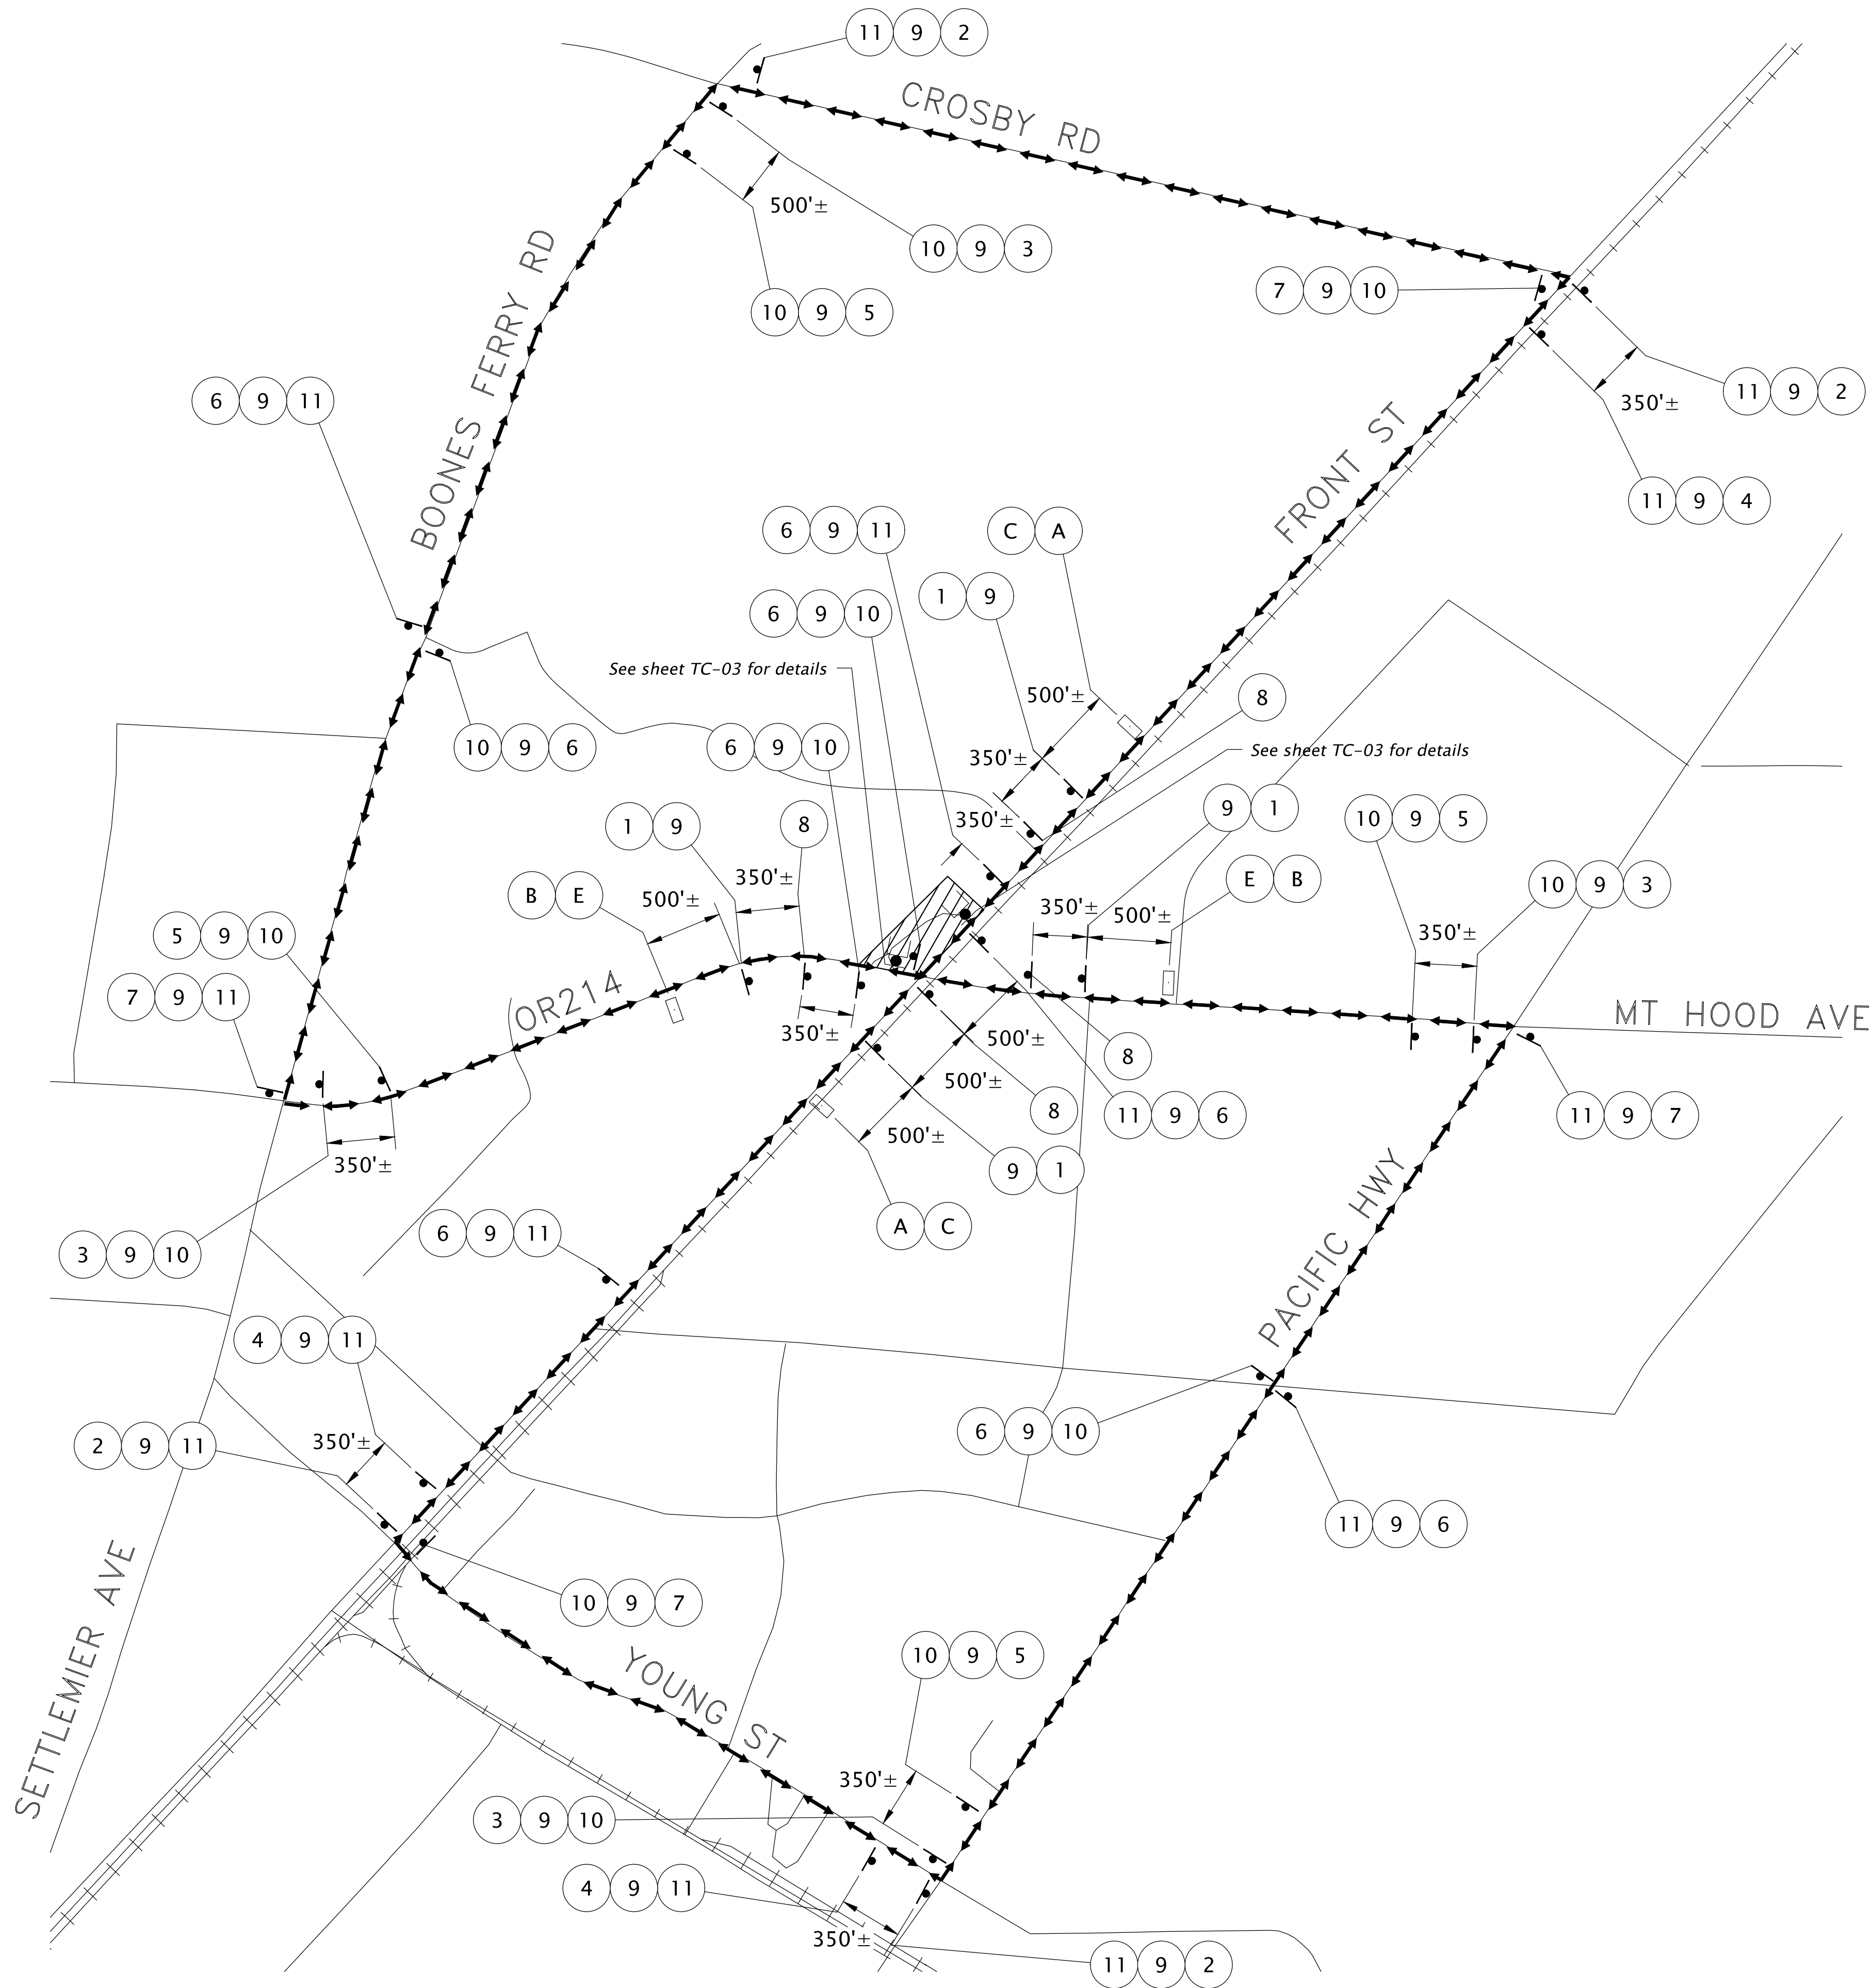 11 9 2
CROSBY RD
500'±
10 9 3
10 9 5
7 9 10
11 9 2
350'±
11 9 4
BOONES FERRY RD
6 9 11
FRONT ST
6 9 11
C A
1 9
6 9 10
See sheet TC-03 for details
500'±
8
10 9 6
6 9 10
350'±
See sheet TC-03 for details
350'±
9 1
10 9 5
1 9
8
350'±
B E
500'±
E B
10 9 3
350'±
500'±
5 9 10
350'±
7 9 11
OR214
MT HOOD AVE
350'±
500'±
8
500'±
8
11 9 6
11 9 7
350'±
500'±
9 1
A C
3 9 10
6 9 11
PACIFIC HWY
4 9 11
2 9 11
350'±
6 9 10
11 9 6
SETTLEMIER AVE
10 9 7
YOUNG ST
10 9 5
350'±
3 9 10
4 9 11
350'±
11 9 2